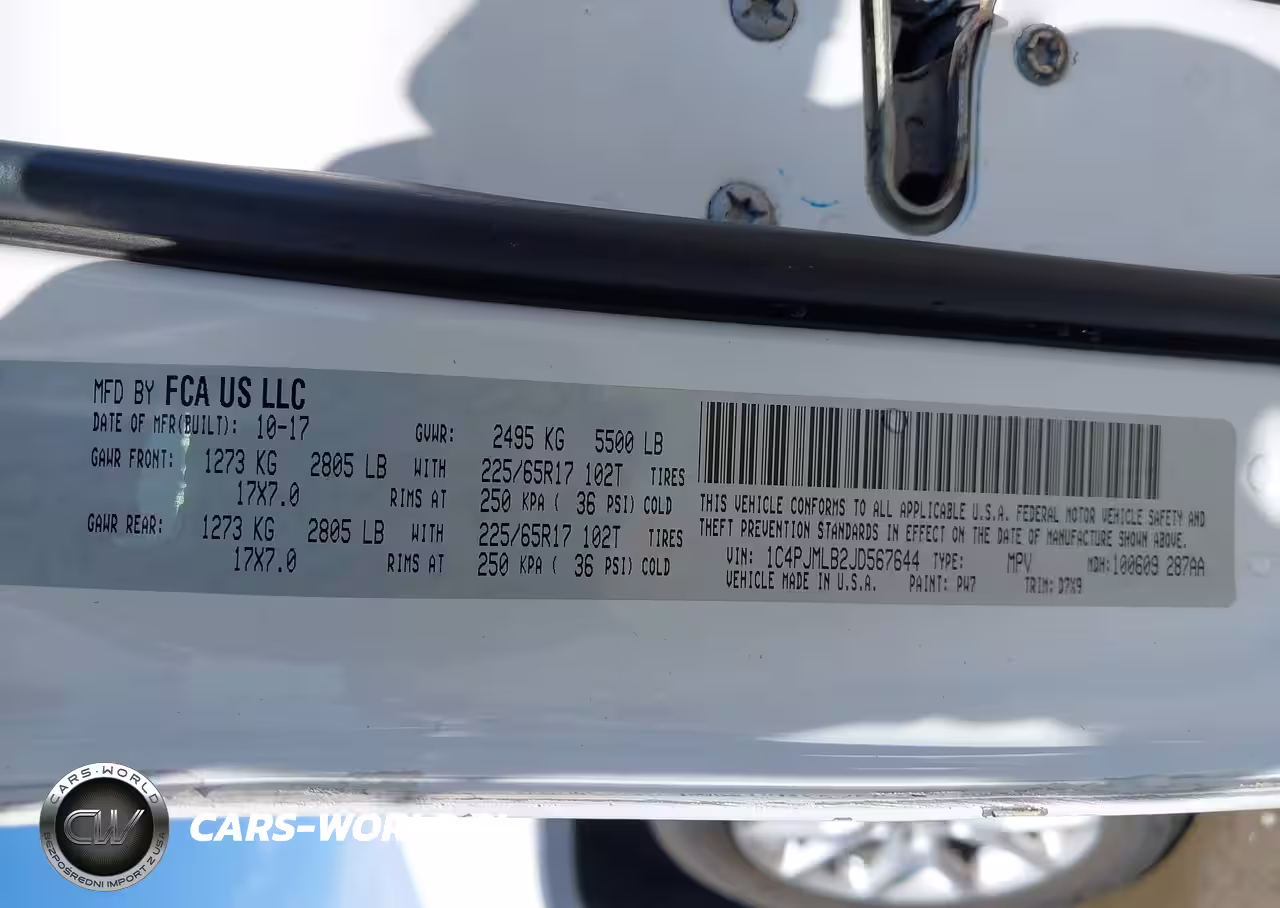 MFD BY FCA US LLC
DATE OF MFR(BUILT): 10-17
GVWR: 2495 KG 5500 LB
GAWR FRONT: 1273 KG 2805 LB WITH 225/65R17 102T TIRES
17X7.0 RIMS AT 250 KPA ( 36 PSI) COLD
GAWR REAR: 1273 KG 2805 LB WITH 225/65R17 102T TIRES
17X7.0 RIMS AT 250 KPA ( 36 PSI) COLD
THIS VEHICLE CONFORMS TO ALL APPLICABLE U.S.A. FEDERAL MOTOR VEHICLE SAFETY AND
THEFT PREVENTION STANDARDS IN EFFECT ON THE DATE OF MANUFACTURE SHOWN ABOVE.
VIN: 1C4PJMLB2JD567644 TYPE: MPV MDH:100609 287AA
VEHICLE MADE IN U.S.A. PAINT: PW7 TRIM: D7X9
CARS-WORLD
CW
BEZPOŚREDNI IMPORT Z USA